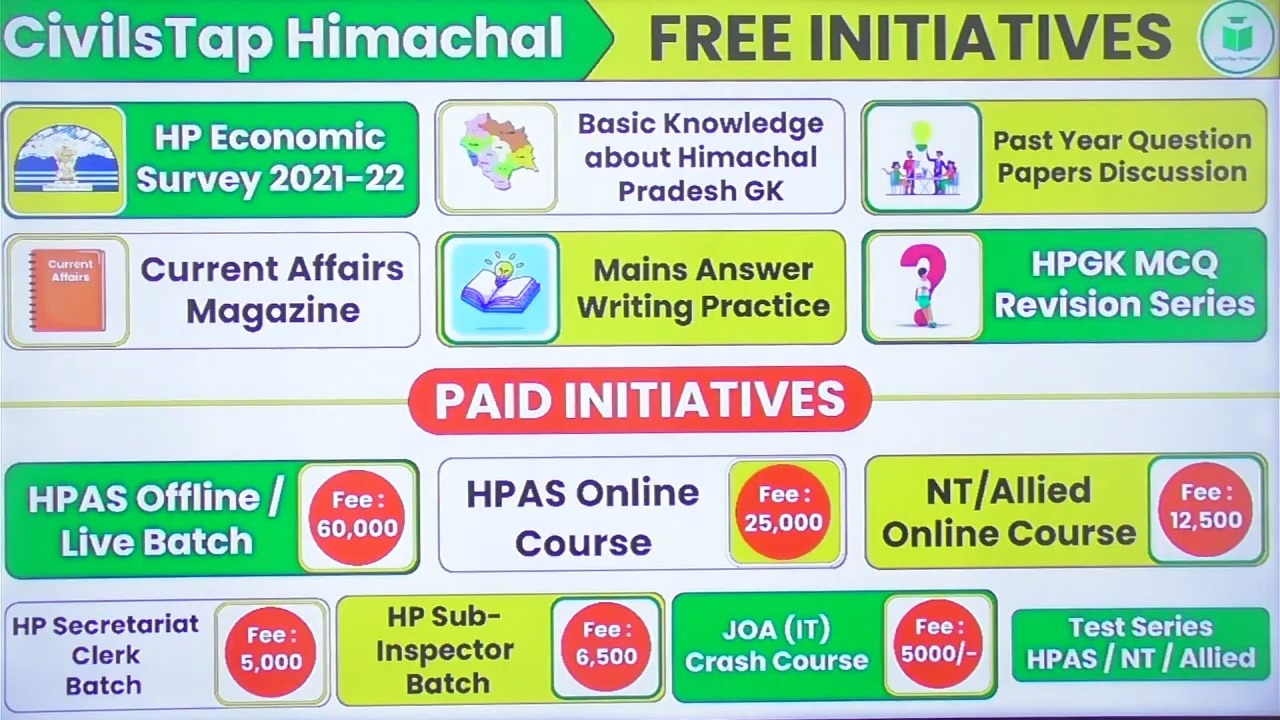 CivilsTap Himachal
FREE INITIATIVES
HP Economic
Survey 2021-22
Basic Knowledge
about Himachal
Pradesh GK
Past Year Question
Papers Discussion
Current
Affairs
Current Affairs
Magazine
Mains Answer
Writing Practice
HPGK MCQ
Revision Series
PAID INITIATIVES
HPAS Offline /
Live Batch
Fee :
60,000
HPAS Online
Course
Fee :
25,000
NT/Allied
Online Course
Fee :
12,500
HP Secretariat
Clerk
Batch
Fee :
5,000
HP Sub-
Inspector
Batch
Fee :
6,500
JOA (IT)
Crash Course
Fee :
5000/-
Test Series
HPAS / NT / Allied